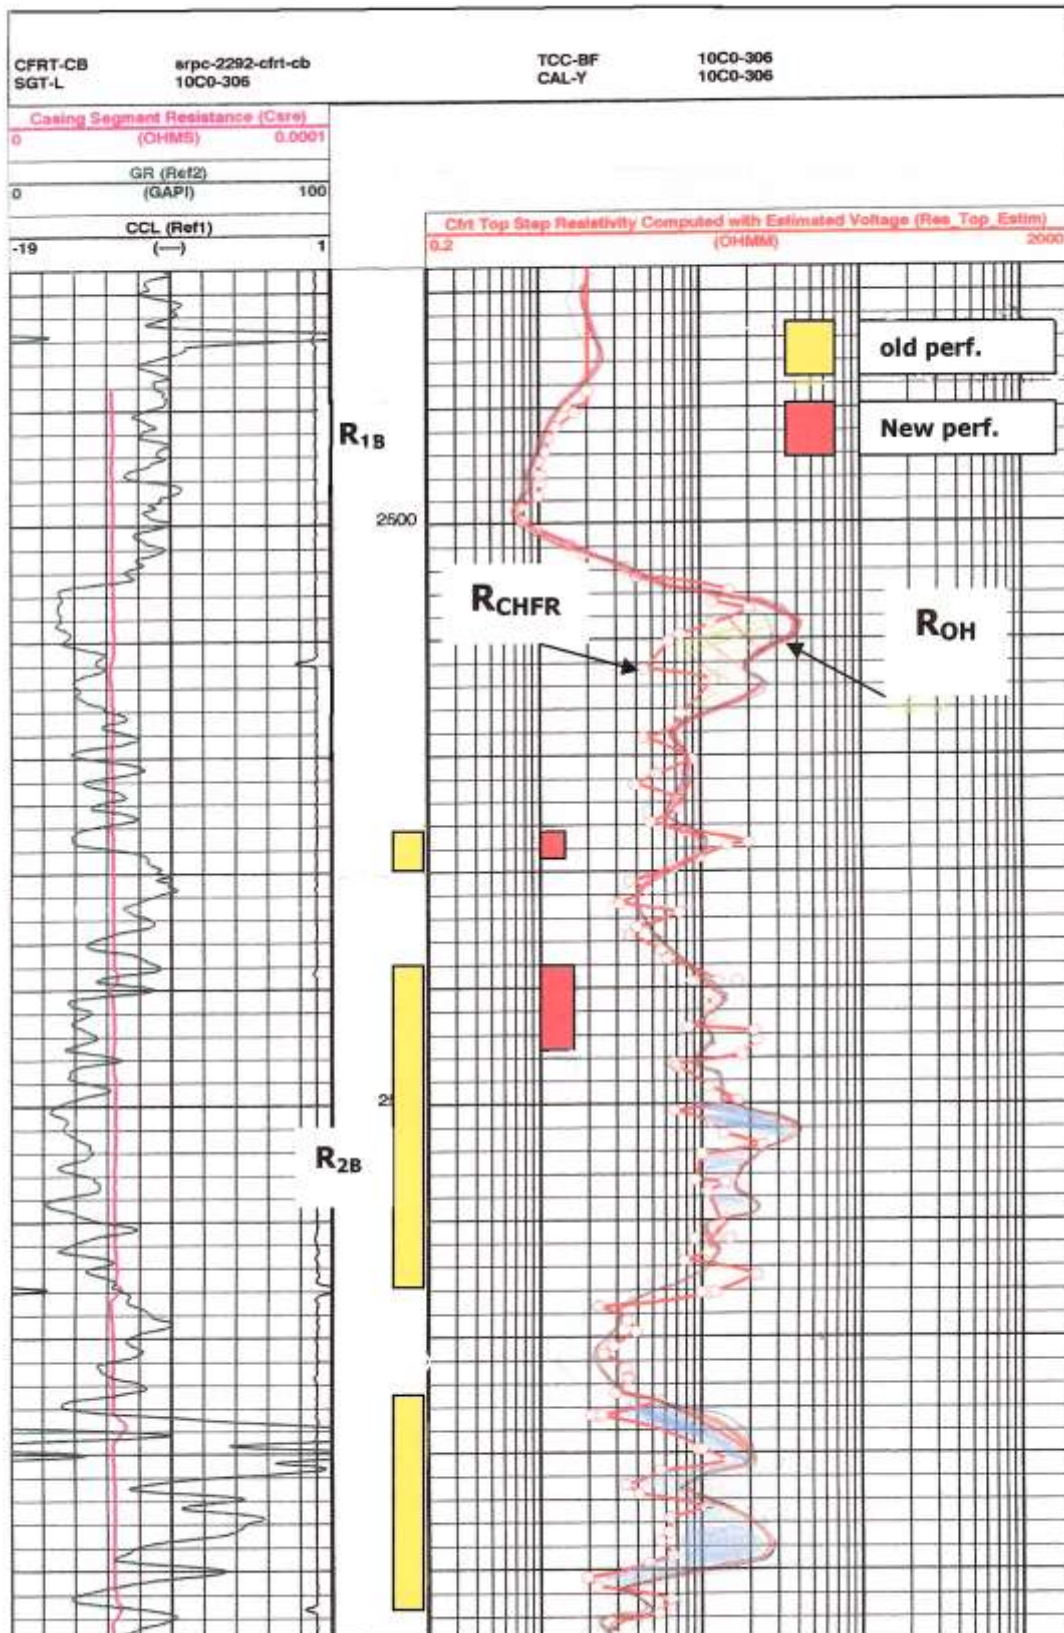 CFRT-CB srpc-2292-cfrt-cb TCC-BF 10C0-306
SGT-L 10C0-306 CAL-Y 10C0-306
Casing Segment Resistance (Csre)
0 (OHMS) 0.0001
GR (Ref2)
0 (GAPI) 100
CCL (Ref1)
-19 (----) 1
Cfrt Top Step Resistivity Computed with Estimated Voltage (Res_Top_Estim)
0.2 (OHMM) 2000
old perf.
New perf.
R1B
2500
RCHFR
ROH
25
R2B